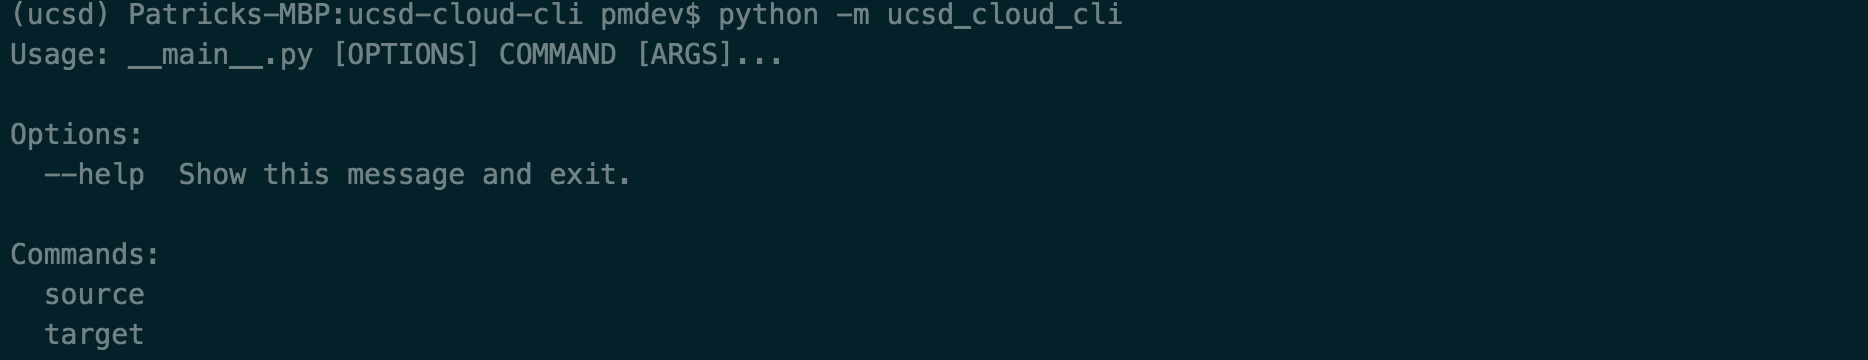 (ucsd) Patricks-MBP:ucsd-cloud-cli pmdev$ python -m ucsd_cloud_cli
Usage: __main__.py [OPTIONS] COMMAND [ARGS]...
Options:
--help  Show this message and exit.
Commands:
source
target